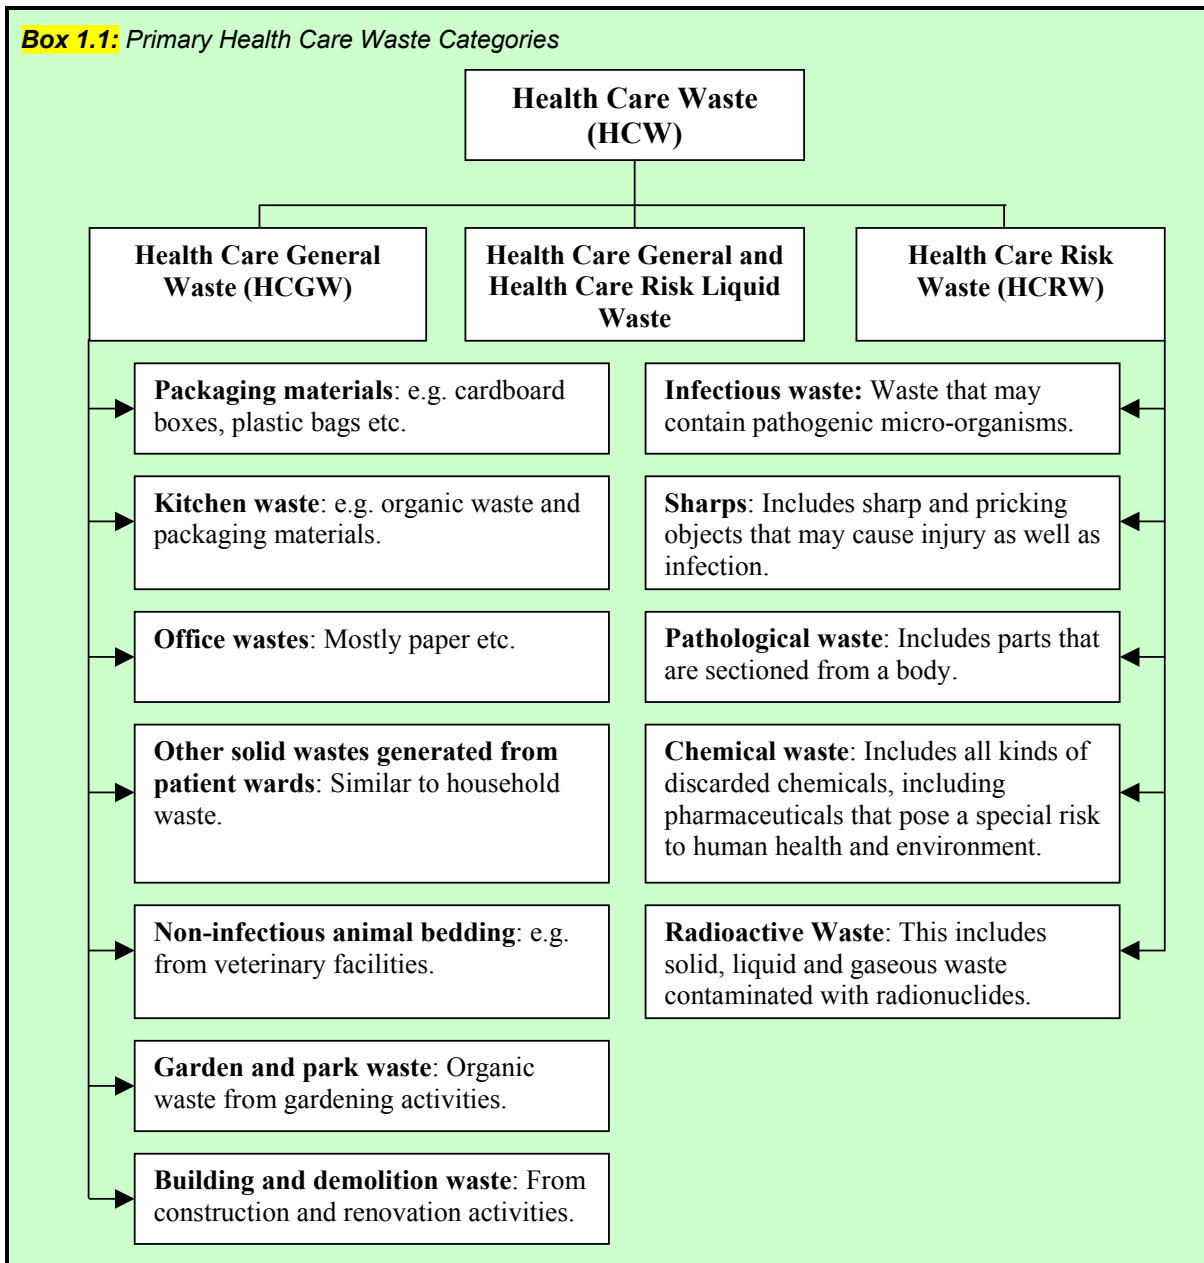 Box 1.1: Primary Health Care Waste Categories
Health Care Waste
(HCW)
Health Care General
Waste (HCGW)
Health Care General and
Health Care Risk Liquid
Waste
Health Care Risk
Waste (HCRW)
Packaging materials: e.g. cardboard
boxes, plastic bags etc.
Kitchen waste: e.g. organic waste and
packaging materials.
Office wastes: Mostly paper etc.
Other solid wastes generated from
patient wards: Similar to household
waste.
Non-infectious animal bedding: e.g.
from veterinary facilities.
Garden and park waste: Organic
waste from gardening activities.
Building and demolition waste: From
construction and renovation activities.
Infectious waste: Waste that may
contain pathogenic micro-organisms.
Sharps: Includes sharp and pricking
objects that may cause injury as well as
infection.
Pathological waste: Includes parts that
are sectioned from a body.
Chemical waste: Includes all kinds of
discarded chemicals, including
pharmaceuticals that pose a special risk
to human health and environment.
Radioactive Waste: This includes
solid, liquid and gaseous waste
contaminated with radionuclides.